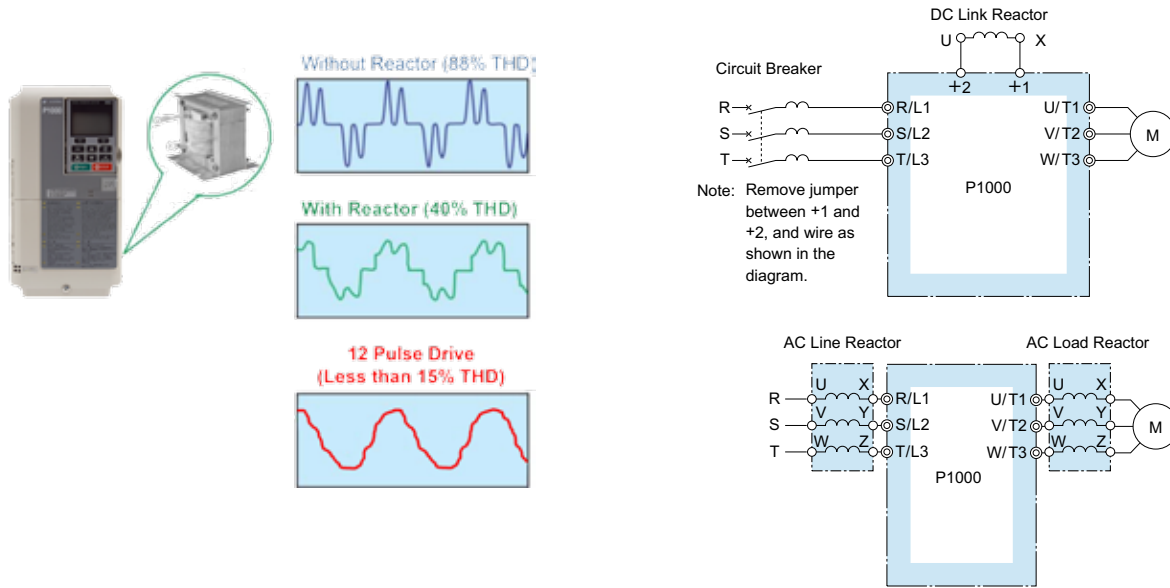 Without Reactor (88% THD)
With Reactor (40% THD)
12 Pulse Drive
(Less than 15% THD)
P1000
DC Link Reactor
U X
+2 +1
Circuit Breaker
R R/L1 U/T1
S S/L2 V/T2 M
T T/L3 W/T3
P1000
Note: Remove jumper
between +1 and
+2, and wire as
shown in the
diagram.
AC Line Reactor AC Load Reactor
R U X R/L1 U/T1 U X
S V Y S/L2 V/T2 V Y M
T W Z T/L3 W/T3 W Z
P1000